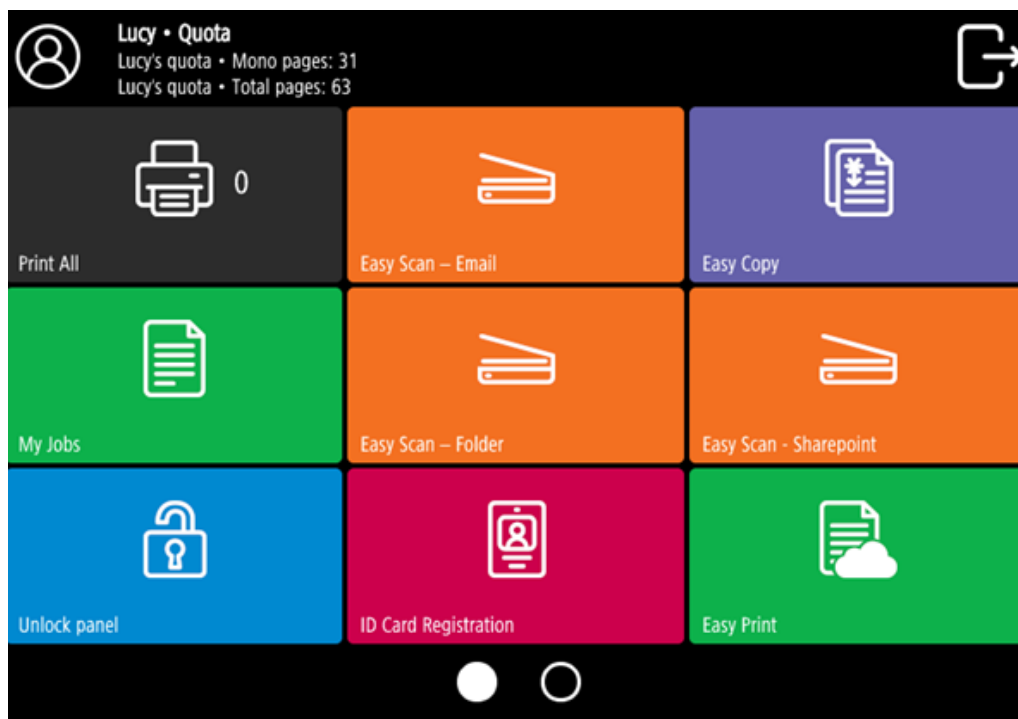 Lucy • Quota
Lucy's quota • Mono pages: 31
Lucy's quota • Total pages: 63
0
Print All
Easy Scan – Email
Easy Copy
My Jobs
Easy Scan – Folder
Easy Scan - Sharepoint
Unlock panel
ID Card Registration
Easy Print